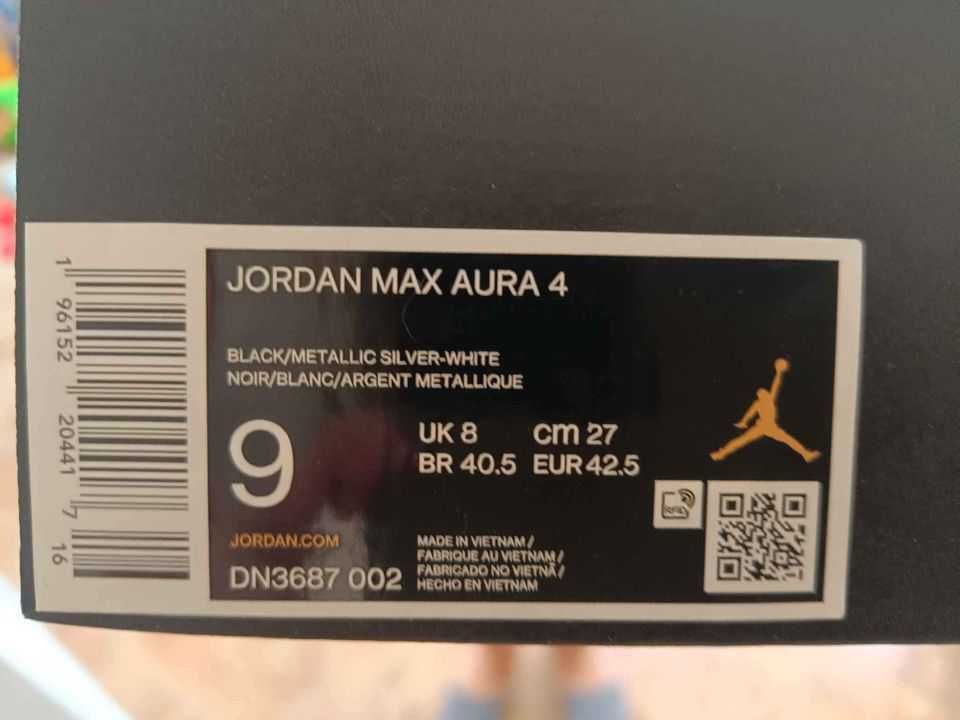 JORDAN MAX AURA 4
BLACK/METALLIC SILVER-WHITE
NOIR/BLANC/ARGENT METALLIQUE
9
UK 8 cm 27
BR 40.5 EUR 42.5
RFID
JORDAN.COM
DN3687 002
MADE IN VIETNAM/
FABRIQUE AU VIETNAM/
FABRICADO NO VIETNÃ/
HECHO EN VIETNAM
1 96152 20441 7 16